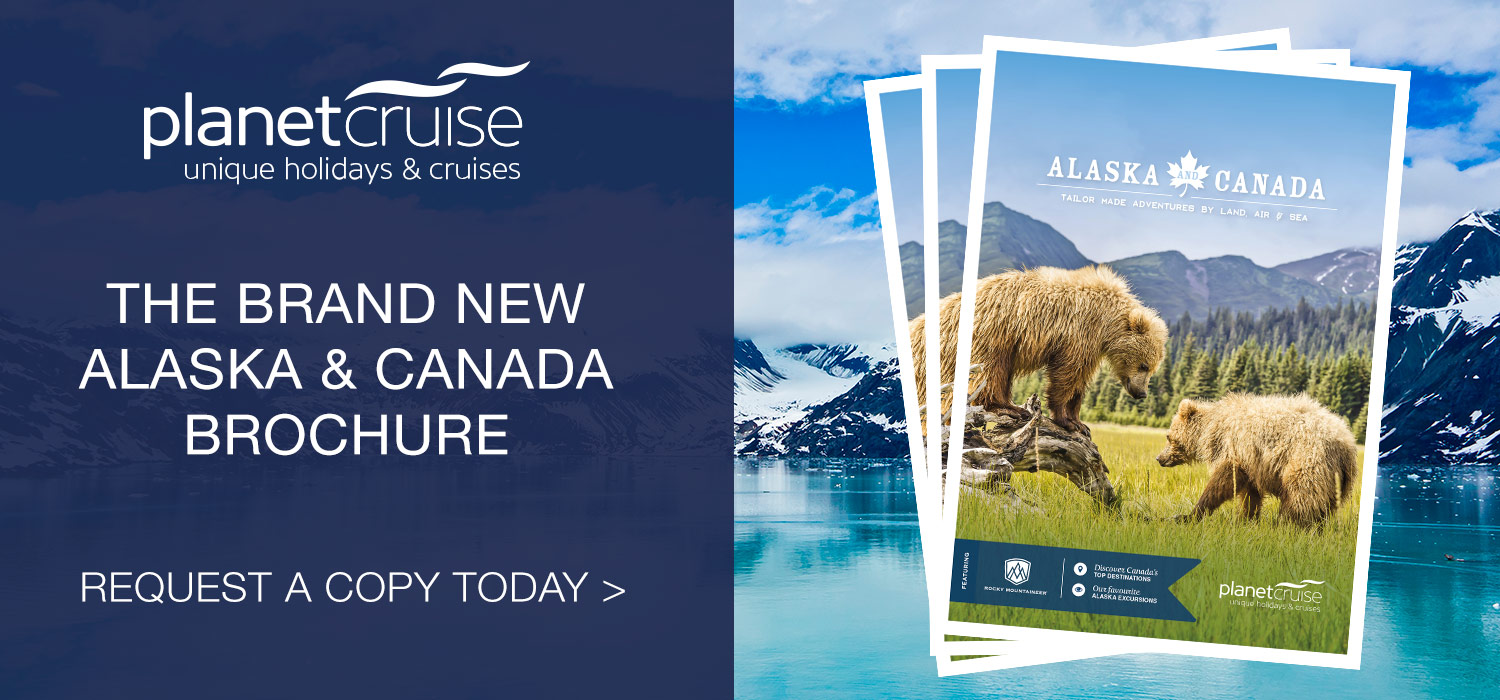 planetcruise
unique holidays & cruises
THE BRAND NEW
ALASKA & CANADA
BROCHURE
REQUEST A COPY TODAY >
ALASKA AND CANADA
TAILOR MADE ADVENTURES BY LAND AIR & SEA
FEATURING
ROCKY MOUNTAINEER
Discover Canada's
TOP DESTINATIONS
Our favourite
ALASKA EXCURSIONS
planetcruise
unique holidays & cruises